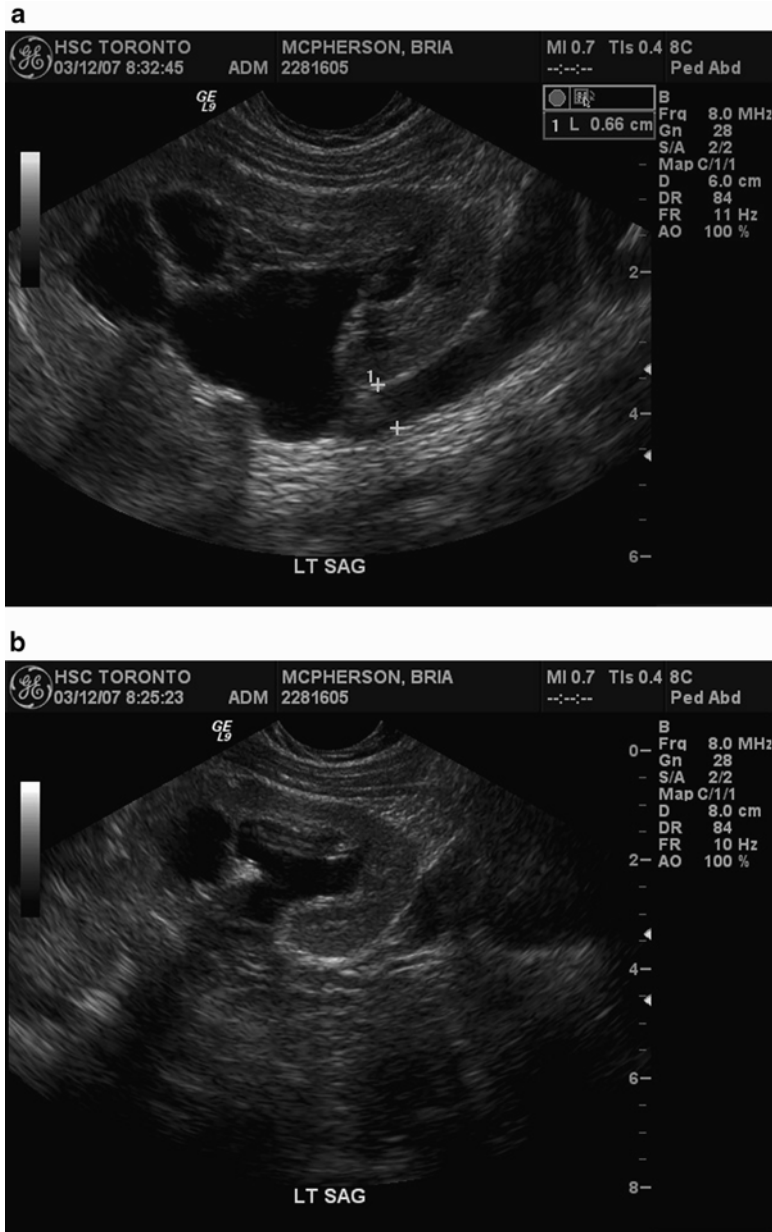 a
HSC TORONTO
03/12/07 8:32:45 ADM
MCPHERSON, BRIA
2281605
MI 0.7 TIs 0.4
--:--:--
8C
Ped Abd
GE
L9
1 L 0.66 cm
B
Frq 8.0 MHz
Gn 28
S/A 2/2
Map C/1/1
D 6.0 cm
DR 84
FR 11 Hz
AO 100 %
2
1
4
6
LT SAG
b
HSC TORONTO
03/12/07 8:25:23 ADM
MCPHERSON, BRIA
2281605
MI 0.7 TIs 0.4
--:--:--
8C
Ped Abd
GE
L9
B
Frq 8.0 MHz
Gn 28
S/A 2/2
Map C/1/1
D 8.0 cm
DR 84
FR 10 Hz
AO 100 %
0
2
4
6
8
LT SAG